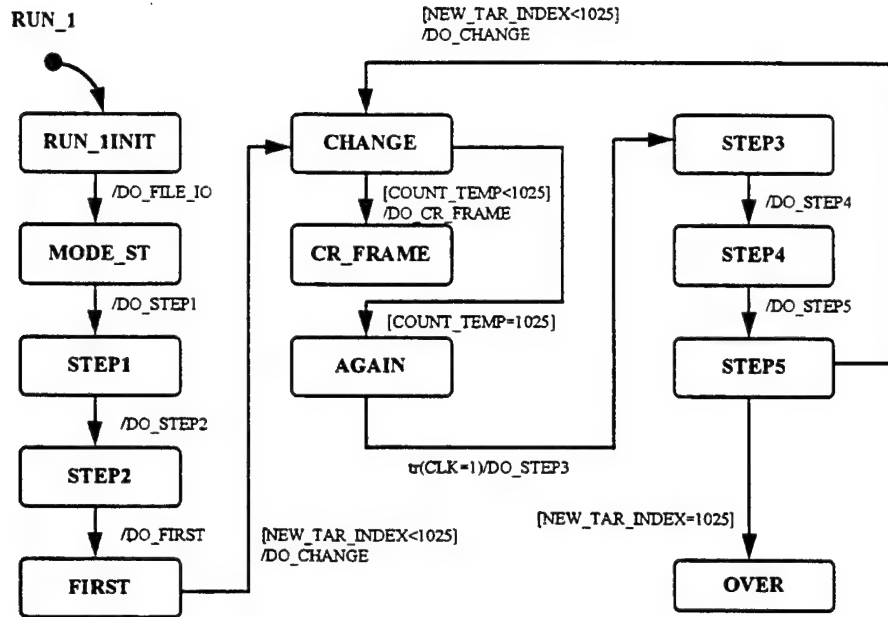 RUN_1
RUN_1INIT
/DO_FILE_IO
MODE_ST
/DO_STEP1
STEP1
/DO_STEP2
STEP2
/DO_FIRST
FIRST
[NEW_TAR_INDEX<1025]
/DO_CHANGE
[NEW_TAR_INDEX<1025]
/DO_CHANGE
CHANGE
[COUNT_TEMP<1025]
/DO_CR_FRAME
CR_FRAME
[COUNT_TEMP=1025]
AGAIN
tr(CLK=1)/DO_STEP3
STEP3
/DO_STEP4
STEP4
/DO_STEP5
STEP5
[NEW_TAR_INDEX=1025]
OVER